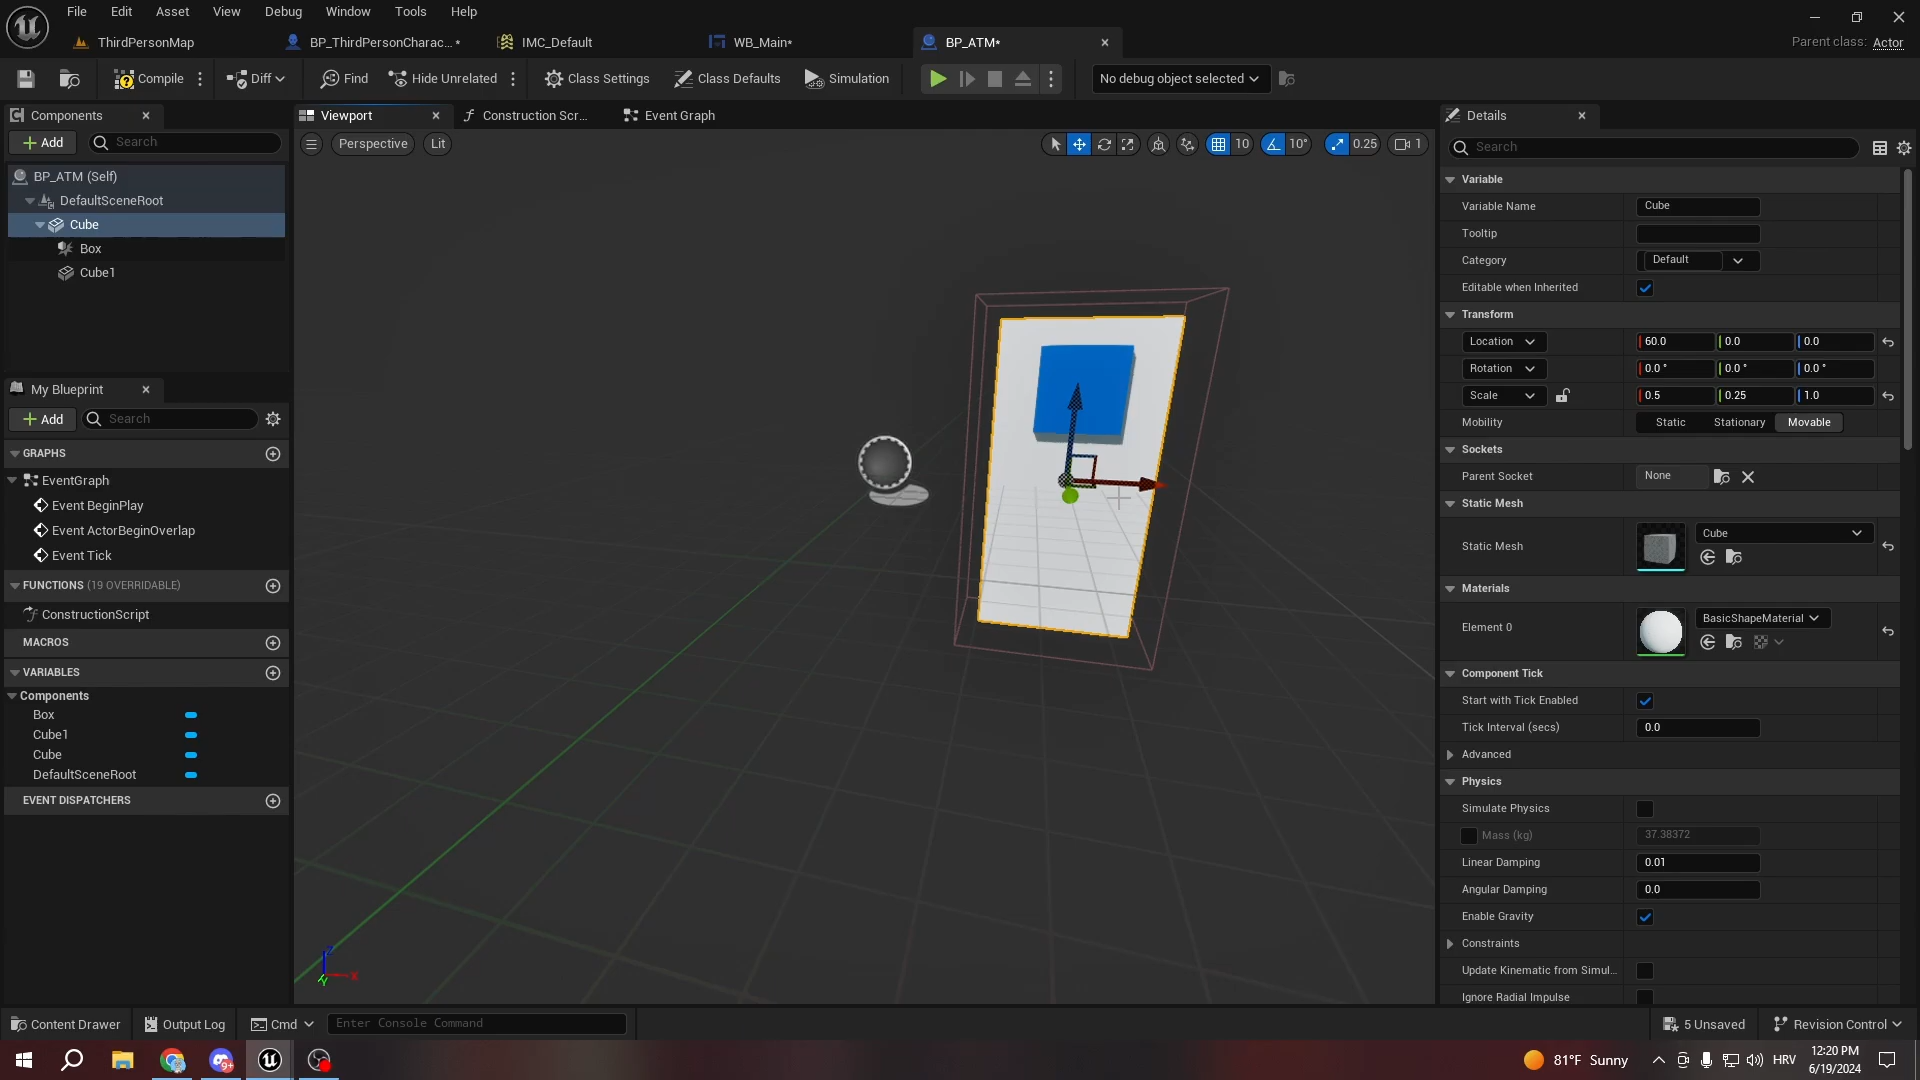 File Edit Asset View Debug Window Tools Help
ThirdPersonMap BP_ThirdPersonCharac... * IMC_Default WB_Main* BP_ATM*
Parent class: Actor
Compile Diff Find Hide Unrelated Class Settings Class Defaults Simulation No debug object selected
Components
Add Search
BP_ATM (Self)
DefaultSceneRoot
Cube
Box
Cube1
My Blueprint
Add Search
GRAPHS
EventGraph
Event BeginPlay
Event ActorBeginOverlap
Event Tick
FUNCTIONS (19 OVERRIDABLE)
ConstructionScript
MACROS
VARIABLES
Components
Box
Cube1
Cube
DefaultSceneRoot
EVENT DISPATCHERS
Viewport Construction Scr... Event Graph
Perspective Lit
10 10° 0.25 1
Z
X
Y
Details
Search
Variable
Variable Name Cube
Tooltip
Category Default
Editable when Inherited
Transform
Location 60.0 0.0 0.0
Rotation 0.0 ° 0.0 ° 0.0 °
Scale 0.5 0.25 1.0
Mobility Static Stationary Movable
Sockets
Parent Socket None
Static Mesh
Static Mesh Cube
Materials
Element 0 BasicShapeMaterial
Component Tick
Start with Tick Enabled
Tick Interval (secs) 0.0
Advanced
Physics
Simulate Physics
Mass (kg) 37.38372
Linear Damping 0.01
Angular Damping 0.0
Enable Gravity
Constraints
Update Kinematic from Simul...
Ignore Radial Impulse
Content Drawer Output Log Cmd Enter Console Command 5 Unsaved Revision Control
9+ 81°F Sunny HRV 12:20 PM
6/19/2024